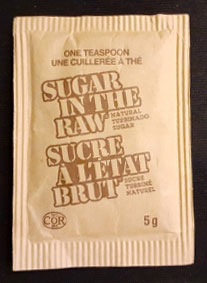 ONE TEASPOON
UNE CUILLERÉE À THÉ
SUGAR
IN THE
RAW
NATURAL
TURBINADO
SUGAR
SUCRE
A L'ETAT
BRUT
SUCRE
TURBINÉ
NATUREL
COR
5g